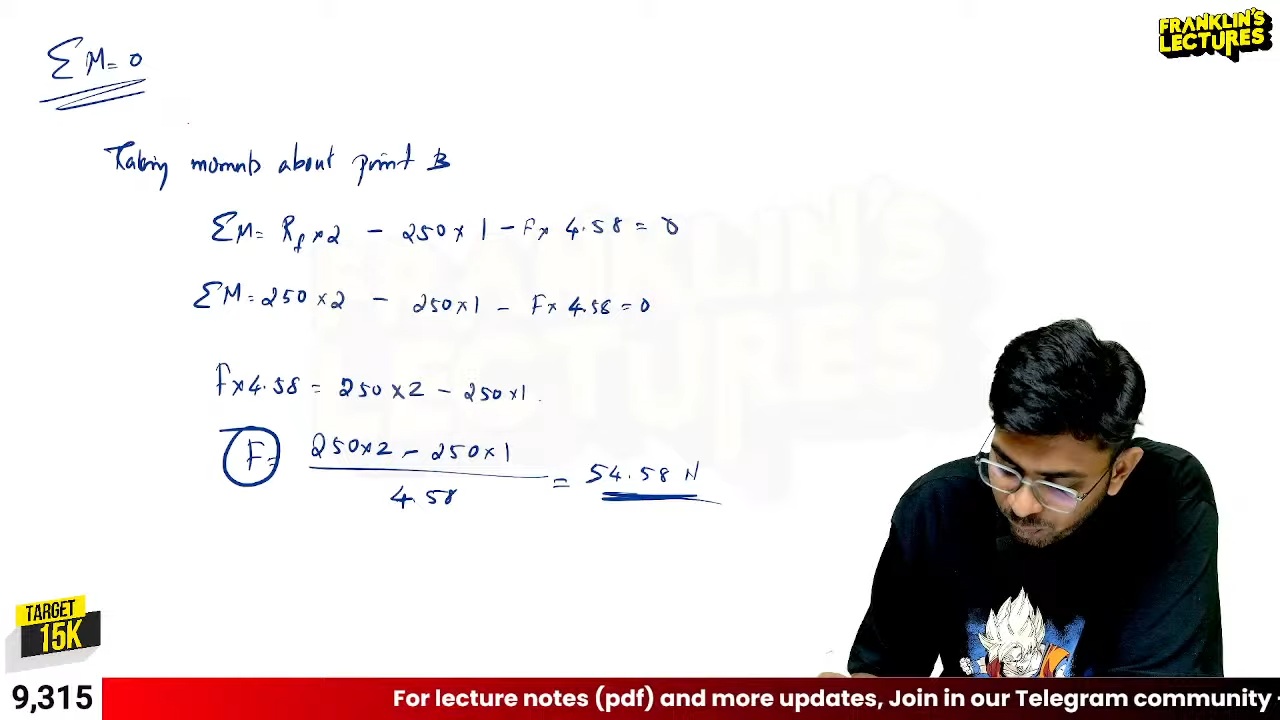 FRANKLIN'S
LECTURES
ΣM = 0
Taking moments about point B
ΣM = R_f × 2 - 250 × 1 - F × 4.58 = 0
ΣM = 250 × 2 - 250 × 1 - F × 4.58 = 0
F × 4.58 = 250 × 2 - 250 × 1.
F = (250 × 2 - 250 × 1) / 4.58 = 54.58 N
FRANKLIN'S
LECTURES
TARGET
15K
9,315 For lecture notes (pdf) and more updates, Join in our Telegram community -